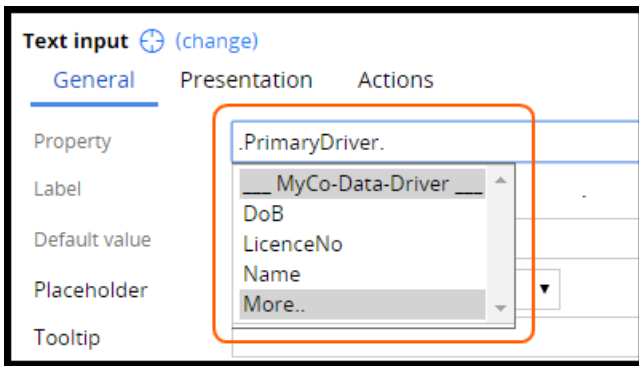 Text input (change)
General Presentation Actions
Property .PrimaryDriver.
___ MyCo-Data-Driver ___
Label .
DoB
LicenceNo
Default value
Name
Placeholder
More..
Tooltip